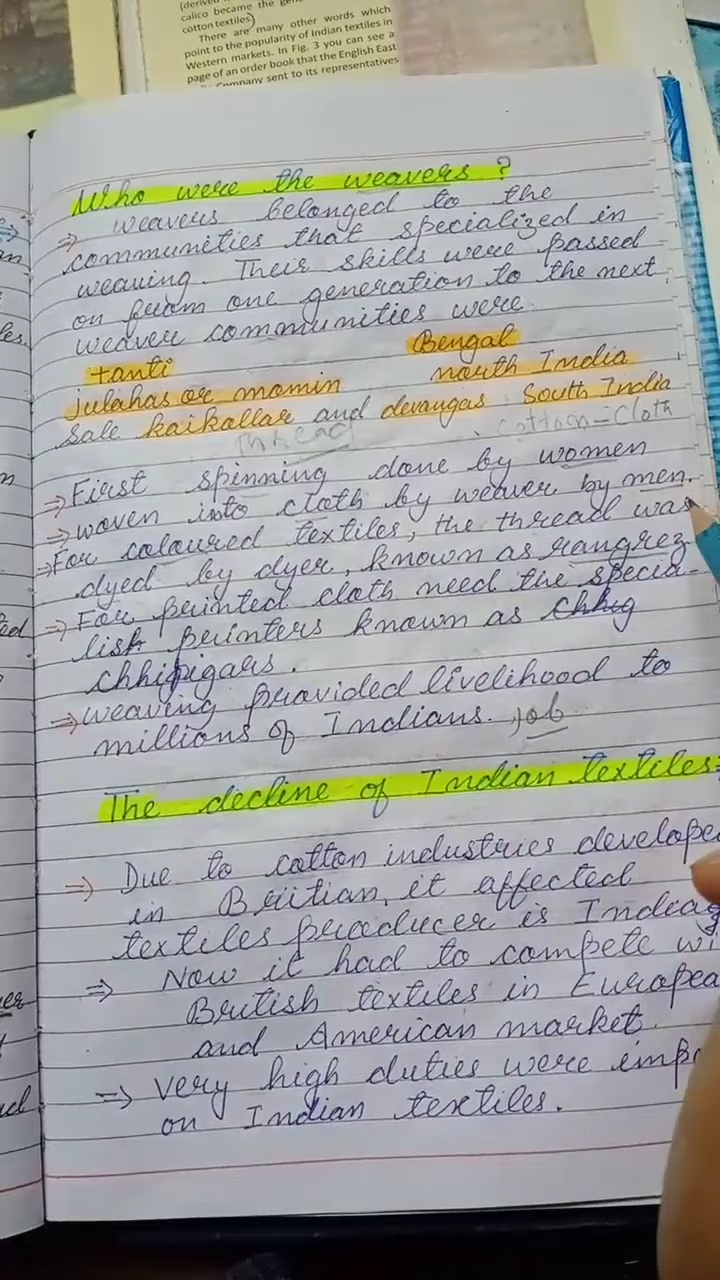 calico became the
cotton textiles)
There are many other words which
point to the popularity of Indian textiles in
Western markets. In Fig. 3 you can see a
page of an order book that the English East
Company sent to its representatives
Who were the weavers ?
⇒ weavers belonged to the
communities that specialized in
weaving. Their skills were passed
on from one generation to the next
weaver communities were.
tanti Bengal
julahas or momin north India
sale kaikallar and devangas South India
thread cotton=cloth
⇒ First spinning done by women
⇒ woven into cloth by weaver by men.
⇒ For coloured textiles, the thread was
dyed by dyer, known as rangrez
⇒ For printed cloth need the specia-
lish printers known as
chhipigars.
⇒ weaving provided livelihood to
millions of Indians. job
The decline of Indian textiles:
⇒ Due to cotton industries develope
in Britian, it affected
textiles producer is India
⇒ Now it had to compete wi
British textiles in Europea
and American market.
⇒ very high duties were imp
on Indian textiles.